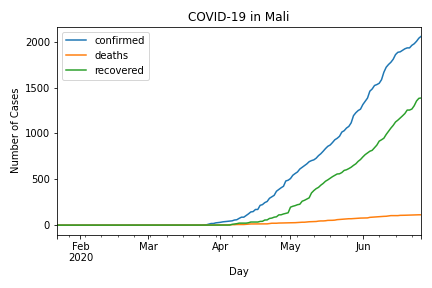 COVID-19 in Mali
confirmed
deaths
recovered
Number of Cases
2000
1500
1000
500
0
Feb
2020
Mar
Apr
May
Jun
Day